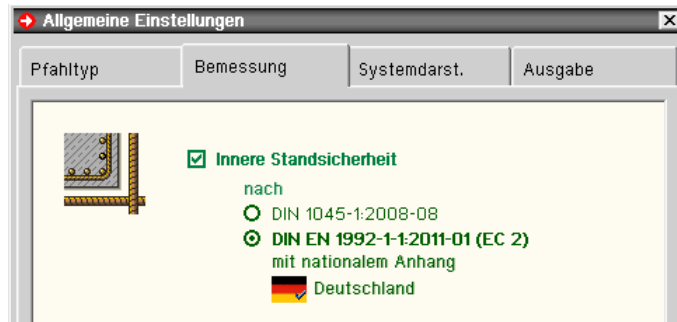 Allgemeine Einstellungen
Pfahltyp Bemessung Systemdarst. Ausgabe
Innere Standsicherheit
nach
DIN 1045-1:2008-08
DIN EN 1992-1-1:2011-01 (EC 2)
mit nationalem Anhang
Deutschland